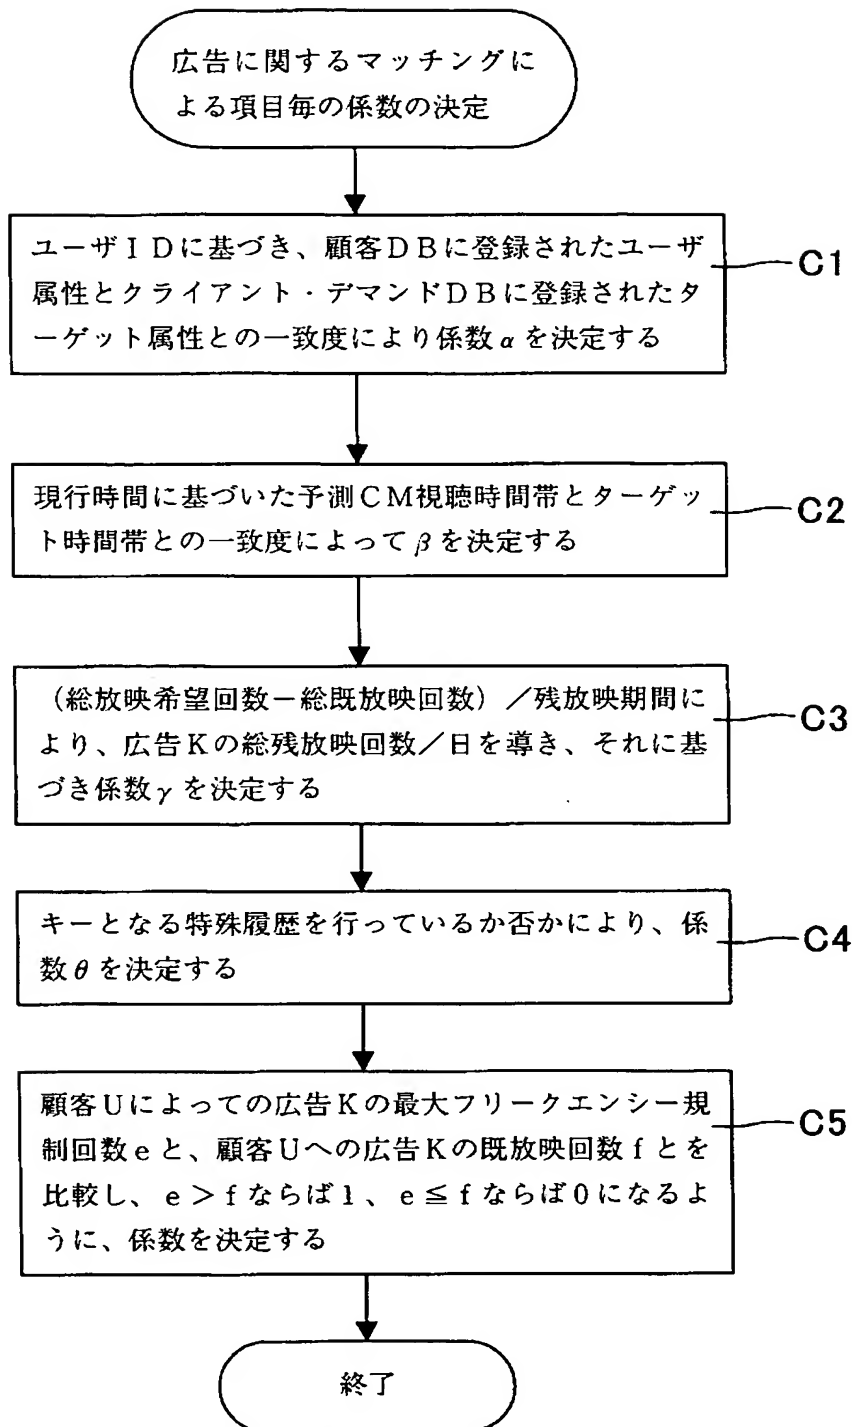 広告に関するマッチングに
よる項目毎の係数の決定
ユーザＩＤに基づき、顧客ＤＢに登録されたユーザ
属性とクライアント・デマンドＤＢに登録されたタ
ーゲット属性との一致度により係数αを決定する
C1
現行時間に基づいた予測ＣＭ視聴時間帯とターゲッ
ト時間帯との一致度によってβを決定する
C2
（総放映希望回数－総既放映回数）／残放映期間に
より、広告Ｋの総残放映回数／日を導き、それに基
づき係数γを決定する
C3
キーとなる特殊履歴を行っているか否かにより、係
数θを決定する
C4
顧客Ｕによっての広告Ｋの最大フリークエンシー規
制回数ｅと、顧客Ｕへの広告Ｋの既放映回数ｆとを
比較し、ｅ＞ｆならば１、ｅ≦ｆならば０になるよ
うに、係数を決定する
C5
終了